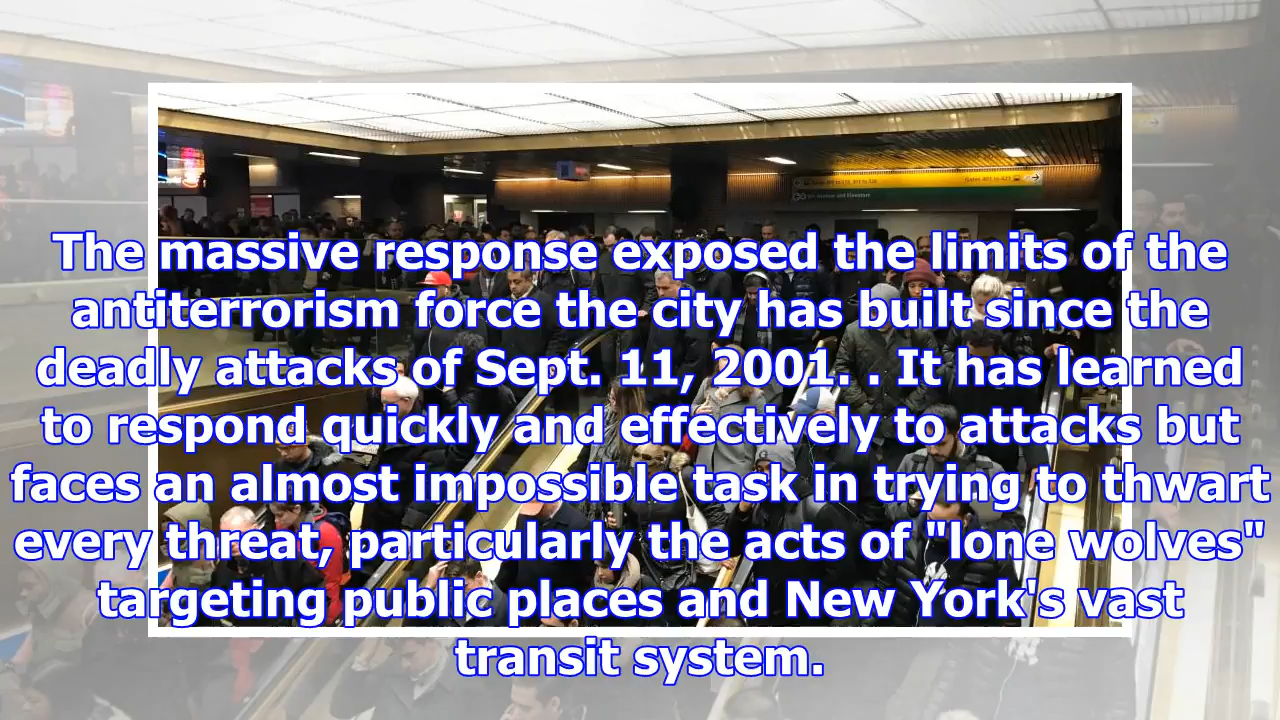 The massive response exposed the limits of the
antiterrorism force the city has built since the
deadly attacks of Sept. 11, 2001. . It has learned
to respond quickly and effectively to attacks but
faces an almost impossible task in trying to thwart
every threat, particularly the acts of "lone wolves"
targeting public places and New York's vast
transit system.